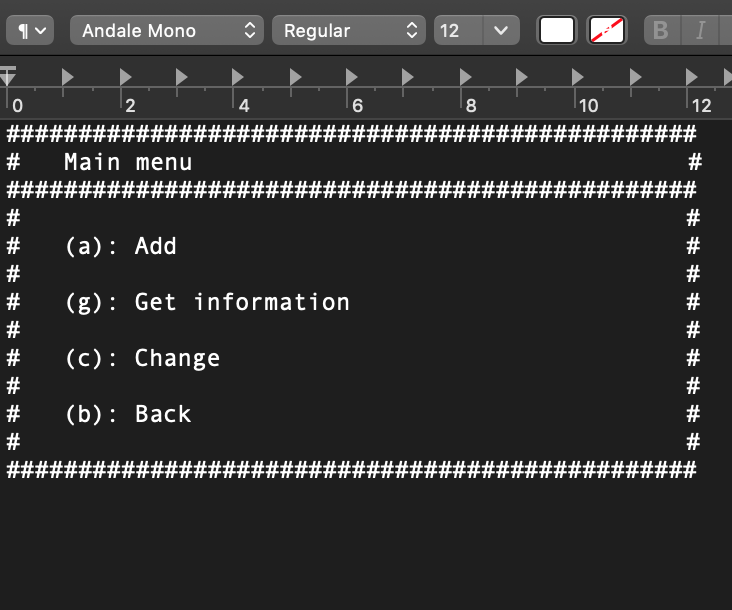 ¶ Andale Mono Regular 12 B I
0 2 4 6 8 10 12
################################################
#   Main menu                                  #
################################################
#                                              #
#   (a): Add                                   #
#                                              #
#   (g): Get information                       #
#                                              #
#   (c): Change                                #
#                                              #
#   (b): Back                                  #
#                                              #
################################################